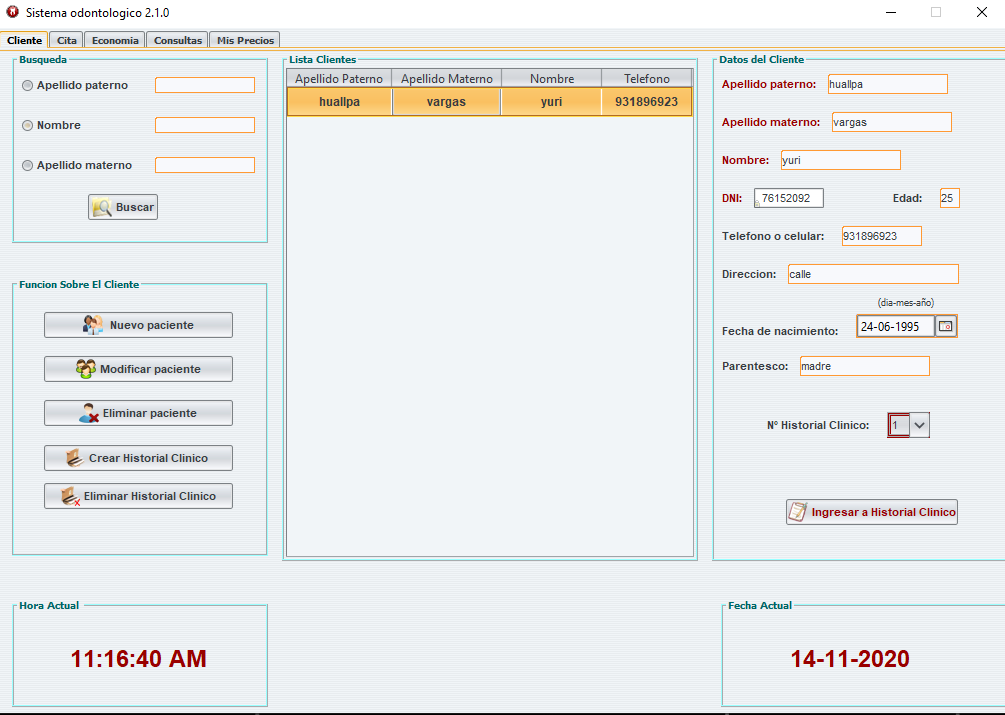 Sistema odontologico 2.1.0
Cliente Cita Economia Consultas Mis Precios
Busqueda
Apellido paterno
Nombre
Apellido materno
Buscar
Funcion Sobre El Cliente
Nuevo paciente
Modificar paciente
Eliminar paciente
Crear Historial Clinico
Eliminar Historial Clinico
Lista Clientes
Apellido Paterno Apellido Materno Nombre Telefono
huallpa vargas yuri 931896923
Datos del Cliente
Apellido paterno: huallpa
Apellido materno: vargas
Nombre: yuri
DNI: 76152092 Edad: 25
Telefono o celular: 931896923
Direccion: calle
(dia-mes-año)
Fecha de nacimiento: 24-06-1995
Parentesco: madre
Nº Historial Clinico: 1
Ingresar a Historial Clinico
Hora Actual
11:16:40 AM
Fecha Actual
14-11-2020